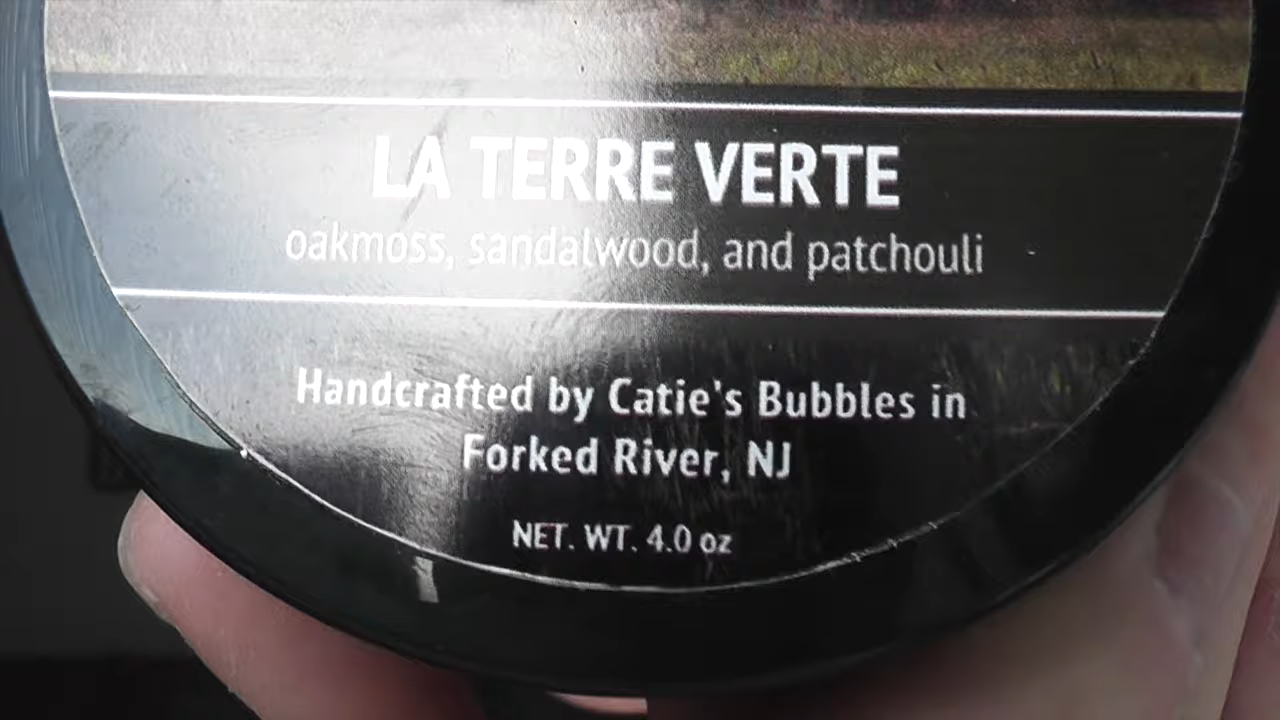 LA TERRE VERTE
oakmoss, sandalwood, and patchouli
Handcrafted by Catie's Bubbles in
Forked River, NJ
NET. WT. 4.0 oz